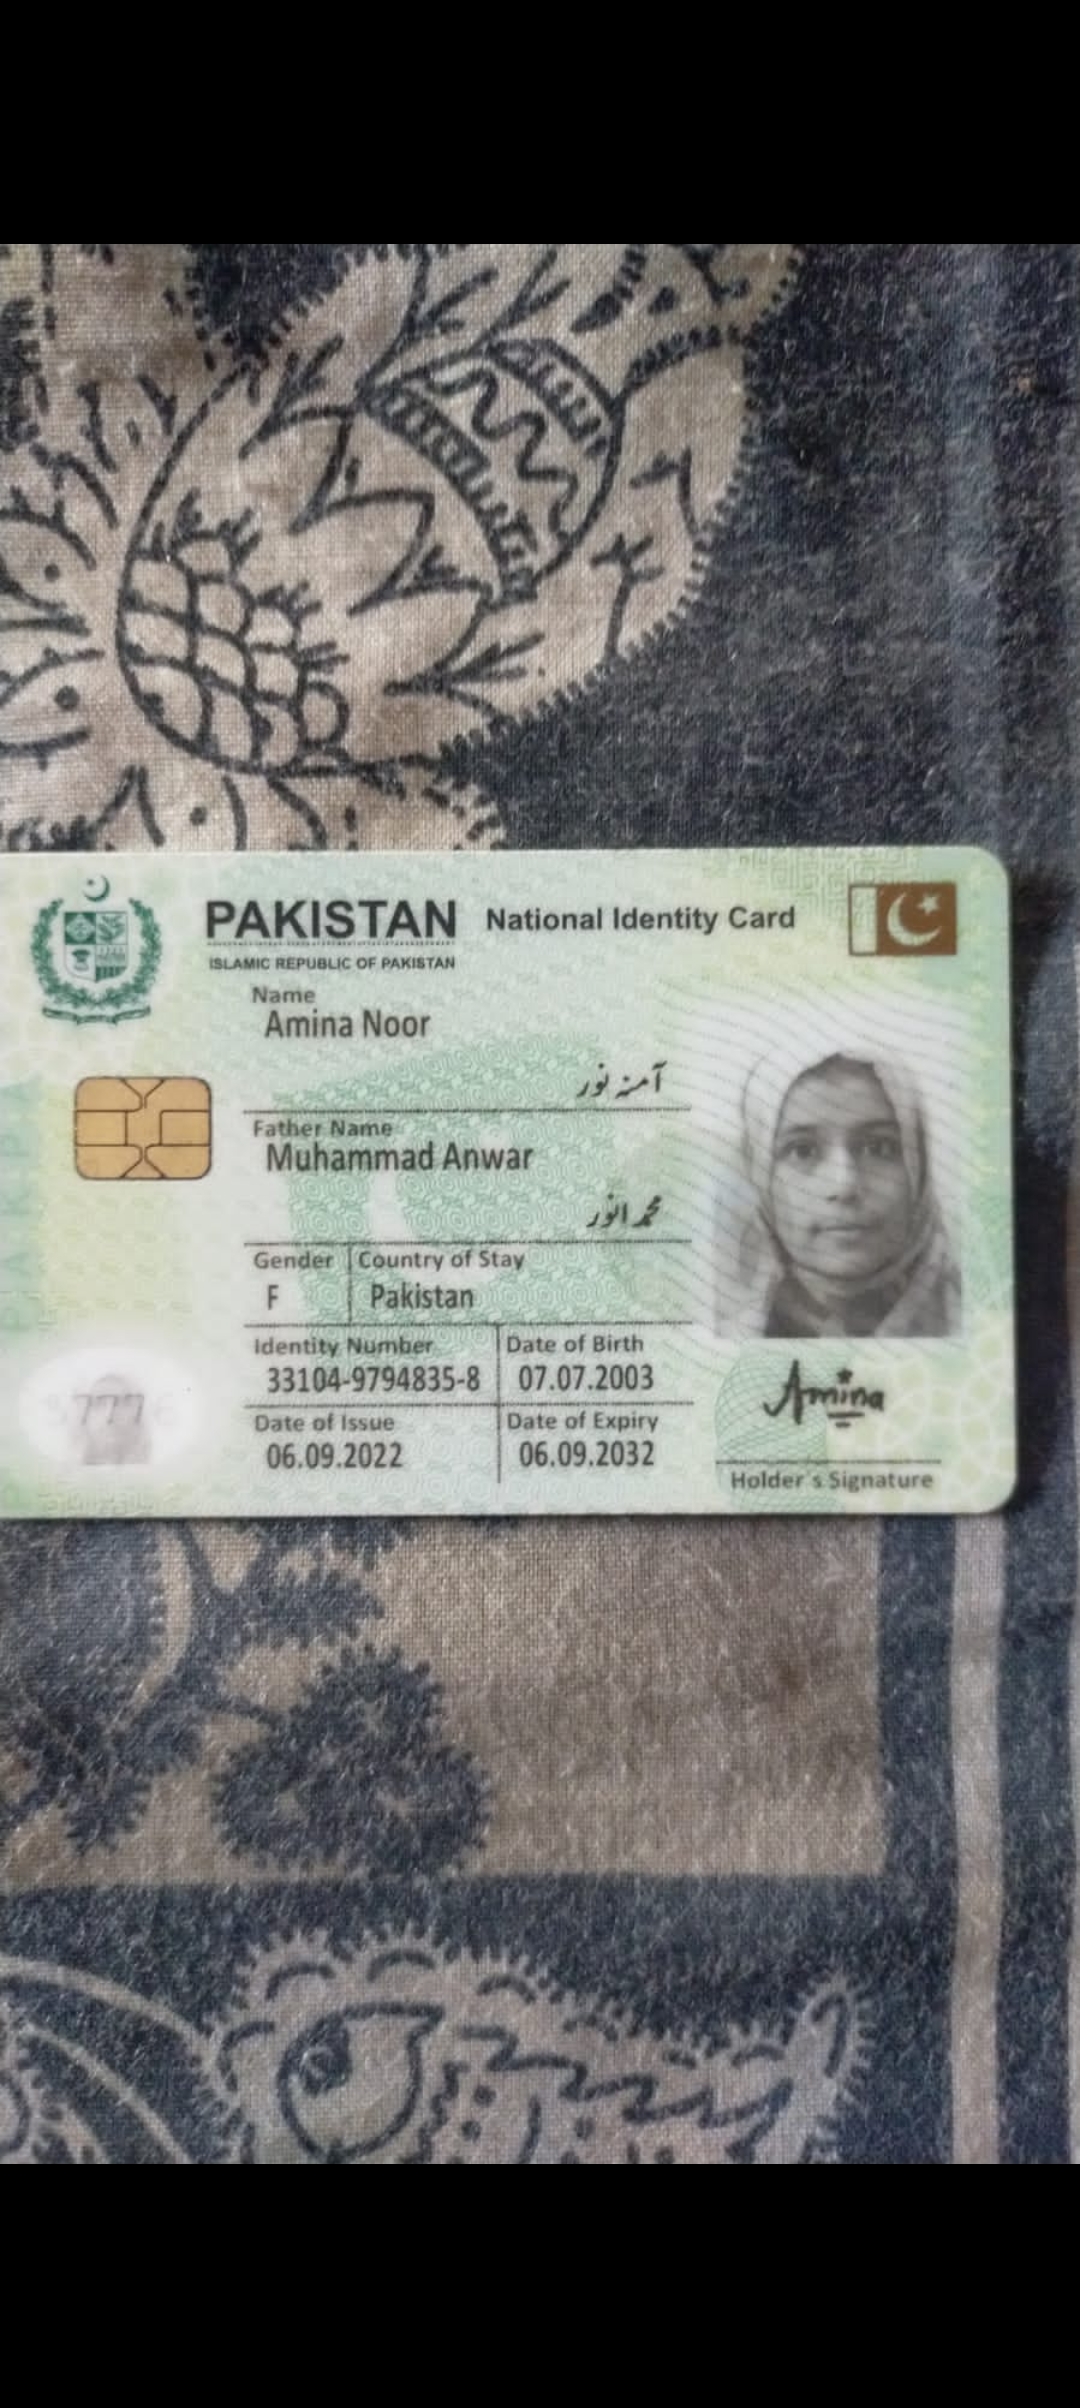 PAKISTAN National Identity Card
ISLAMIC REPUBLIC OF PAKISTAN
Name
Amina Noor
آمنہ نور
Father Name
Muhammad Anwar
محمد انور
Gender Country of Stay
F Pakistan
Identity Number Date of Birth
33104-9794835-8 07.07.2003
Date of Issue Date of Expiry
06.09.2022 06.09.2032
777
Amina
Holder's Signature